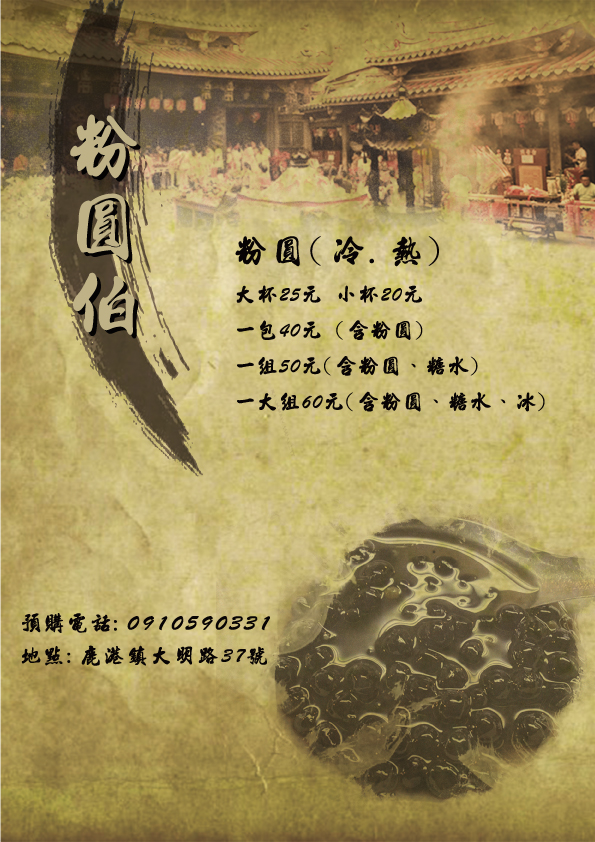 粉圓伯
粉圓(冷.熱)
大杯25元 小杯20元
一包40元 (含粉圓)
一組50元(含粉圓、糖水)
一大組60元(含粉圓、糖水、冰)
預購電話: 0910590331
地點: 鹿港鎮大明路37號